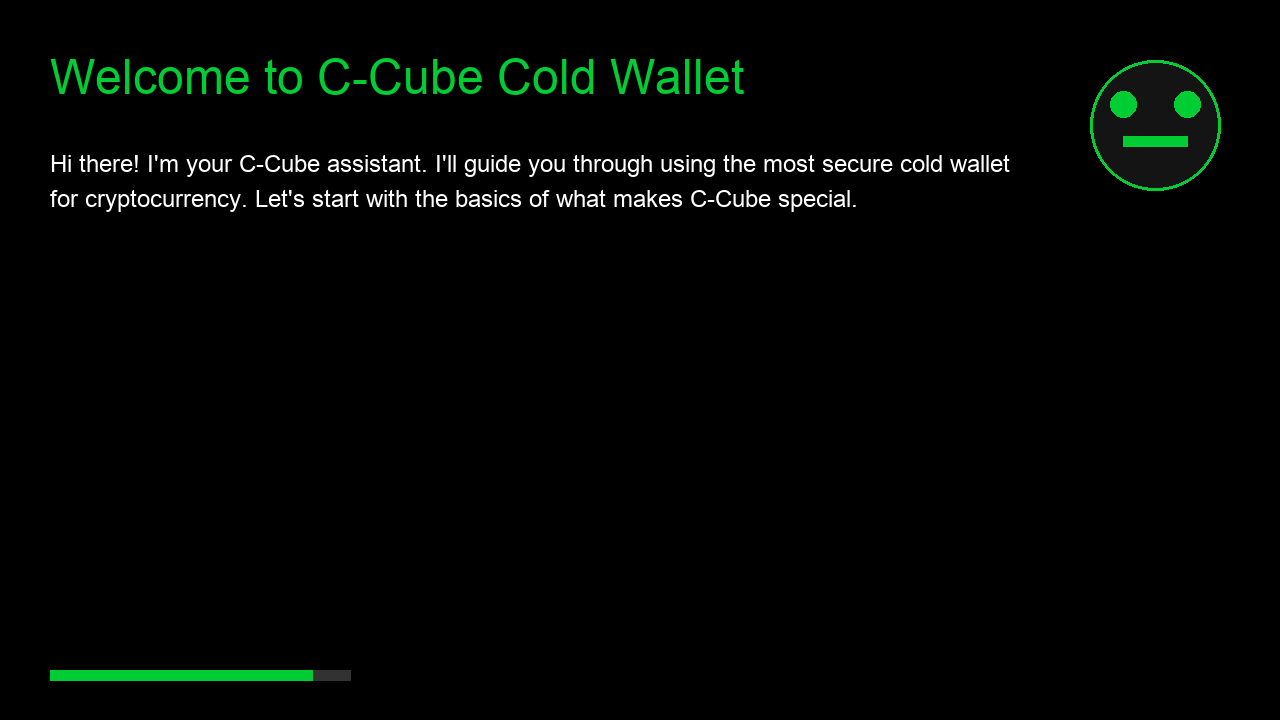 Welcome to C-Cube Cold Wallet
Hi there! I'm your C-Cube assistant. I'll guide you through using the most secure cold wallet
for cryptocurrency. Let's start with the basics of what makes C-Cube special.